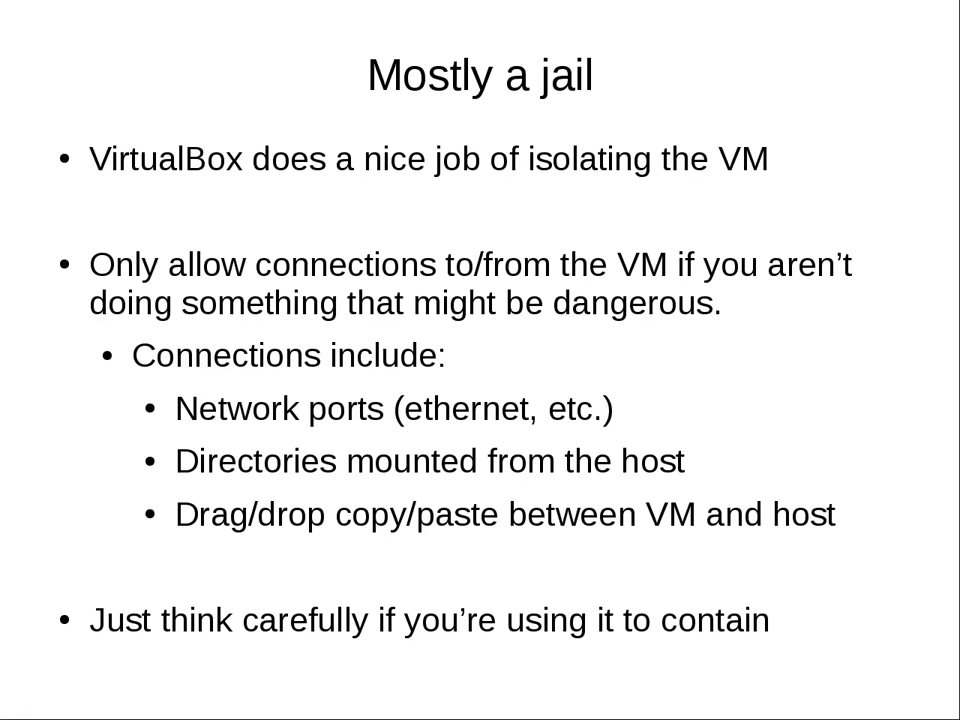 Mostly a jail
• VirtualBox does a nice job of isolating the VM
• Only allow connections to/from the VM if you aren’t
doing something that might be dangerous.
• Connections include:
• Network ports (ethernet, etc.)
• Directories mounted from the host
• Drag/drop copy/paste between VM and host
• Just think carefully if you’re using it to contain